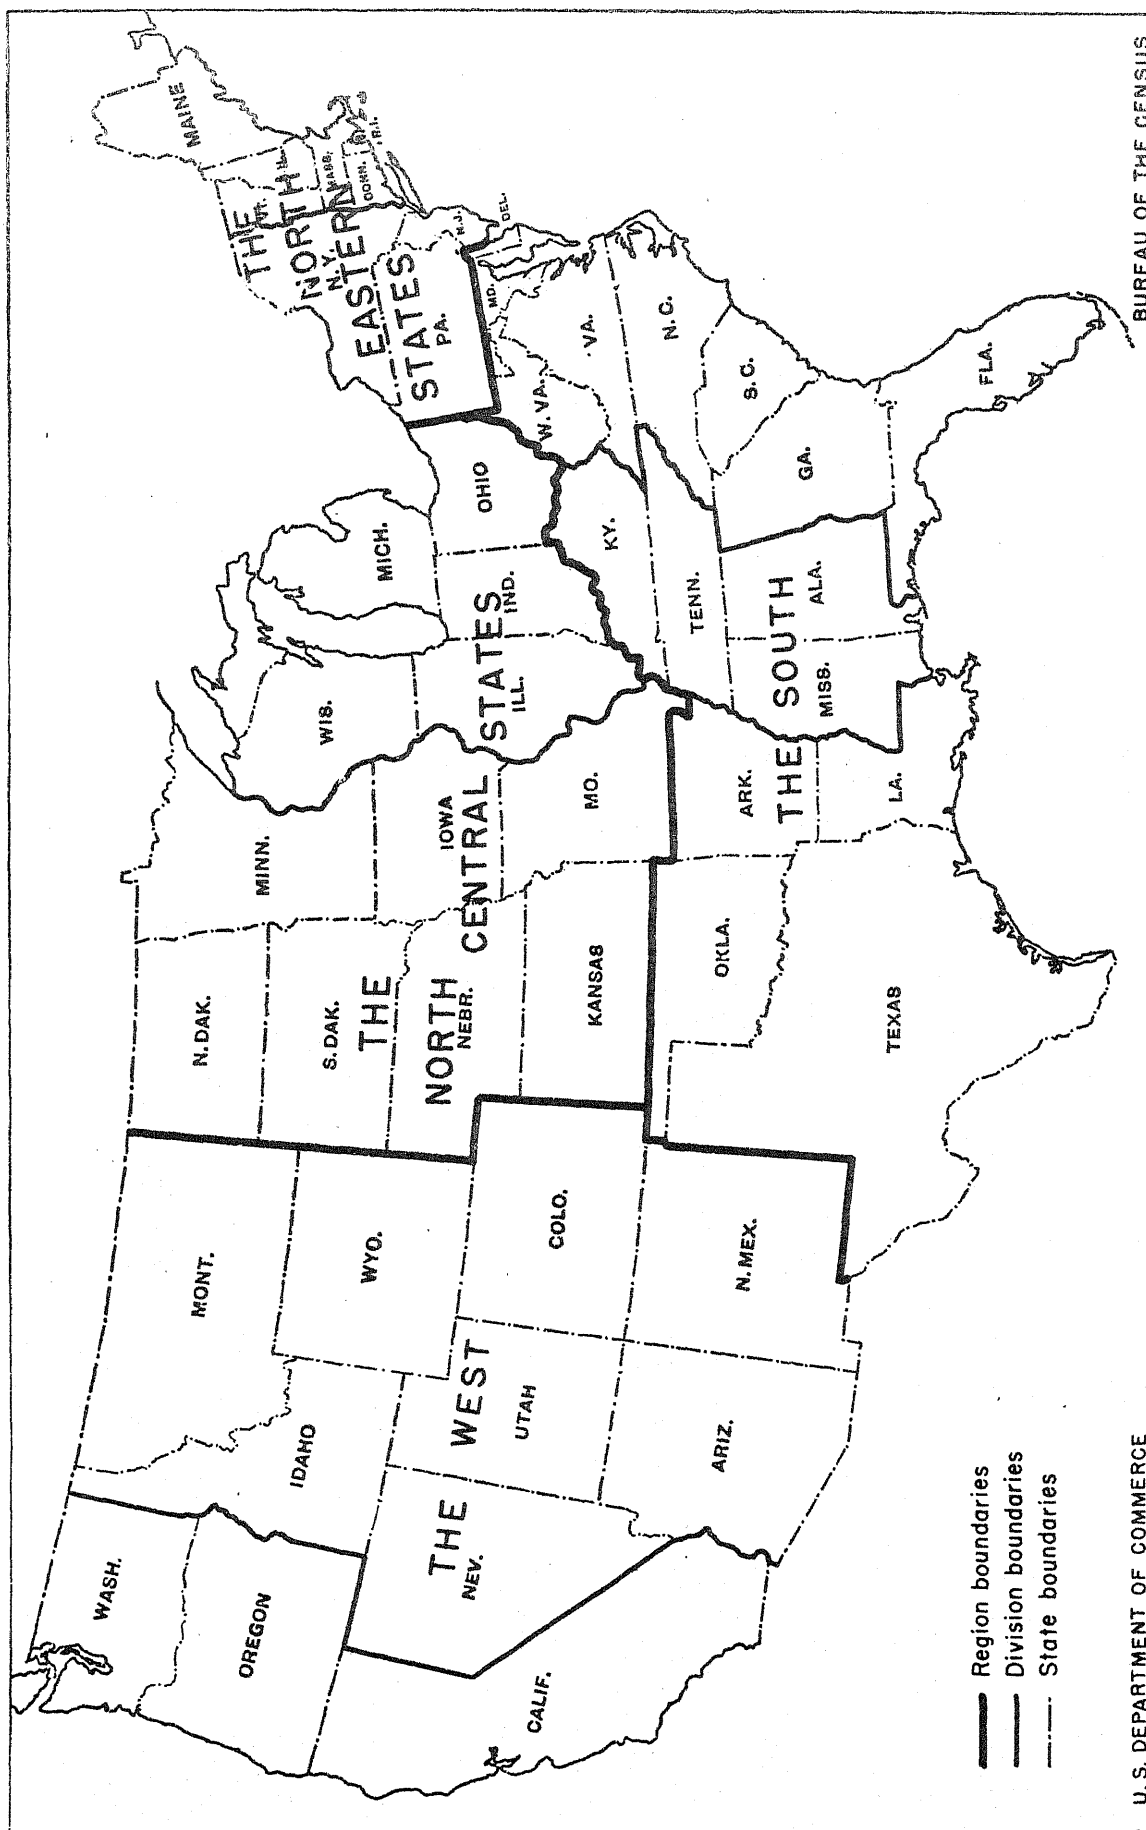 WASH.
OREGON
CALIF.
IDAHO
NEV.
MONT.
WYO.
UTAH
COLO.
ARIZ.
N. MEX.
THE WEST
N. DAK.
S. DAK.
NEBR.
KANSAS
MINN.
IOWA
MO.
WIS.
ILL.
MICH.
IND.
OHIO
THE
NORTH CENTRAL STATES
OKLA.
TEXAS
ARK.
LA.
KY.
TENN.
MISS.
ALA.
THE SOUTH
W. VA.
MD.
DEL.
VA.
N.C.
S.C.
GA.
FLA.
THE
NORTH
EASTERN
STATES
MAINE
VT.
MASS.
CONN.
R.I.
N.Y.
N.J.
PA.
Region boundaries
Division boundaries
State boundaries
U. S. DEPARTMENT OF COMMERCE
BUREAU OF THE CENSUS